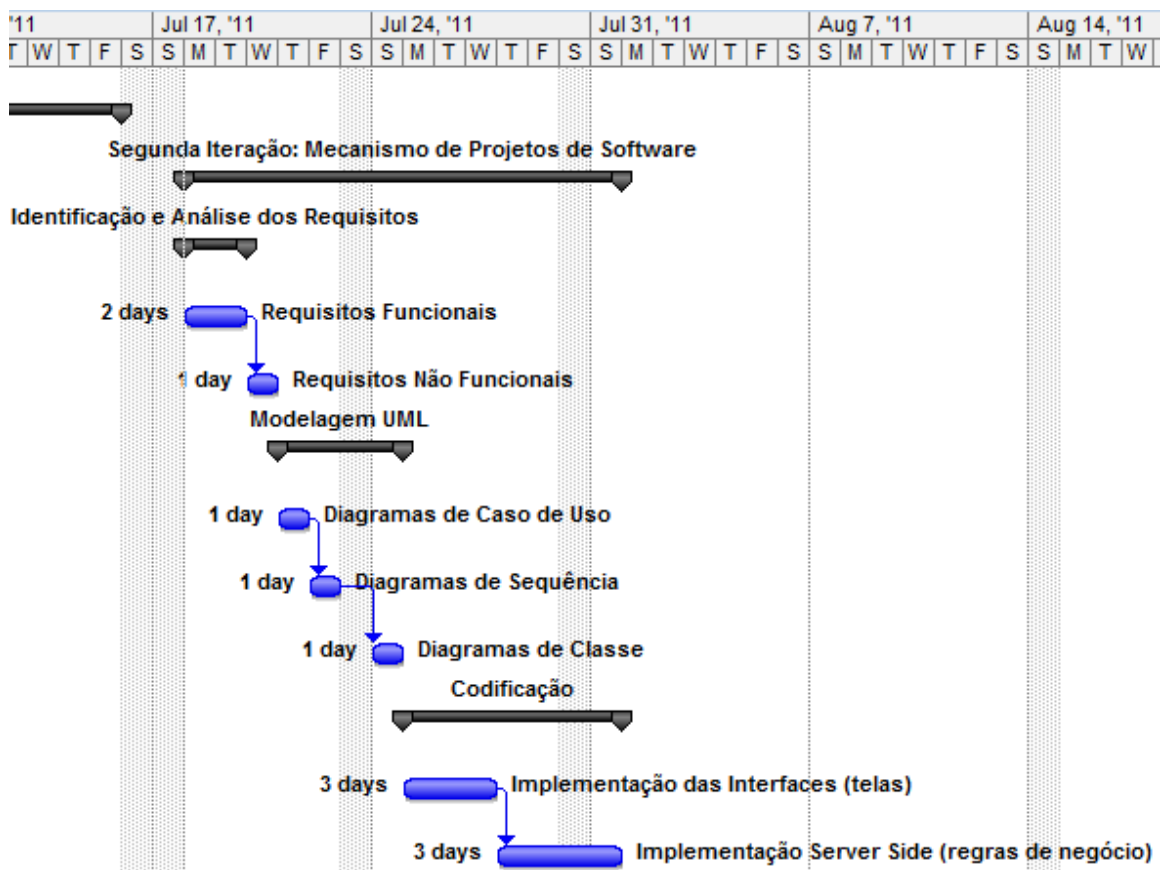 '11 Jul 17, '11 Jul 24, '11 Jul 31, '11 Aug 7, '11 Aug 14, '11
T W T F S S M T W T F S S M T W T F S S M T W T F S S M T W T F S S M T W
Segunda Iteração: Mecanismo de Projetos de Software
Identificação e Análise dos Requisitos
2 days Requisitos Funcionais
1 day Requisitos Não Funcionais
Modelagem UML
1 day Diagramas de Caso de Uso
1 day Diagramas de Sequência
1 day Diagramas de Classe
Codificação
3 days Implementação das Interfaces (telas)
3 days Implementação Server Side (regras de negócio)